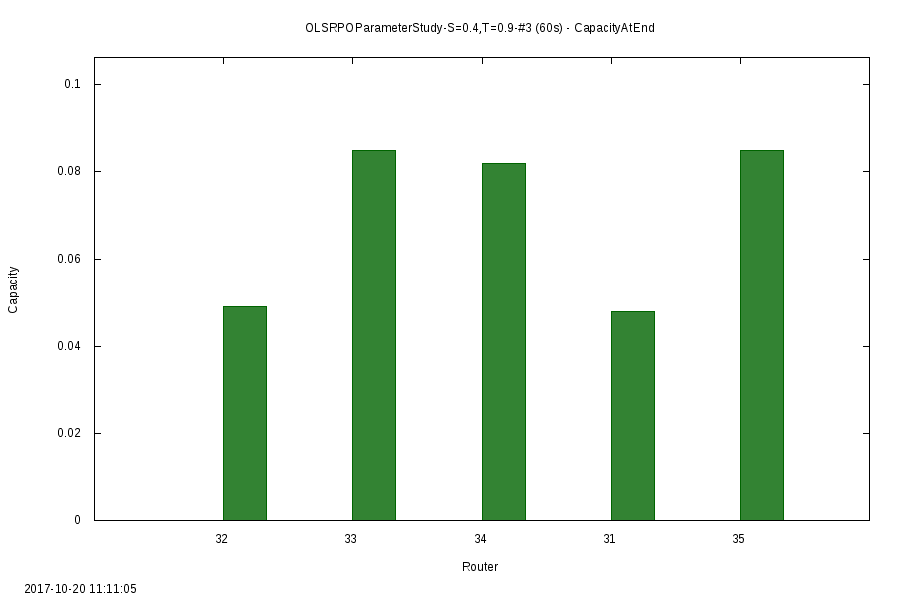 OLSRPOParameterStudy-S=0.4,T=0.9-#3 (60s) - CapacityAtEnd
0.1
0.08
0.06
0.04
0.02
0
Capacity
32 33 34 31 35
Router
2017-10-20 11:11:05